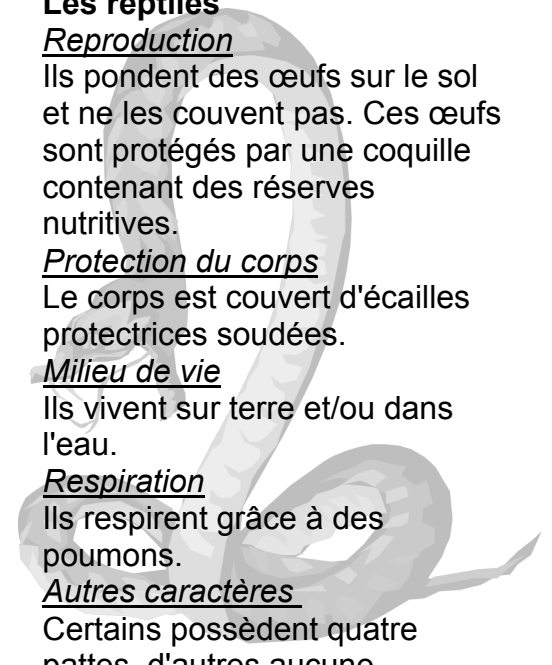 Les reptiles
Reproduction
Ils pondent des œufs sur le sol
et ne les couvent pas. Ces œufs
sont protégés par une coquille
contenant des réserves
nutritives.
Protection du corps
Le corps est couvert d'écailles
protectrices soudées.
Milieu de vie
Ils vivent sur terre et/ou dans
l'eau.
Respiration
Ils respirent grâce à des
poumons.
Autres caractères
Certains possèdent quatre
pattes, d'autres aucune